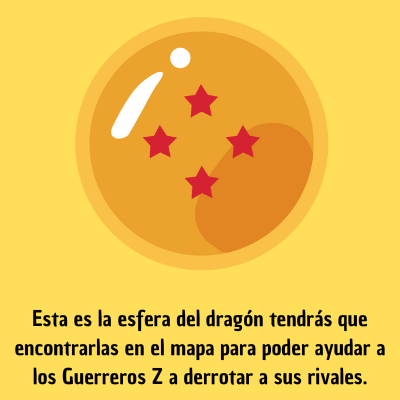 Esta es la esfera del dragón tendrás que
encontrarlas en el mapa para poder ayudar a
los Guerreros Z a derrotar a sus rivales.